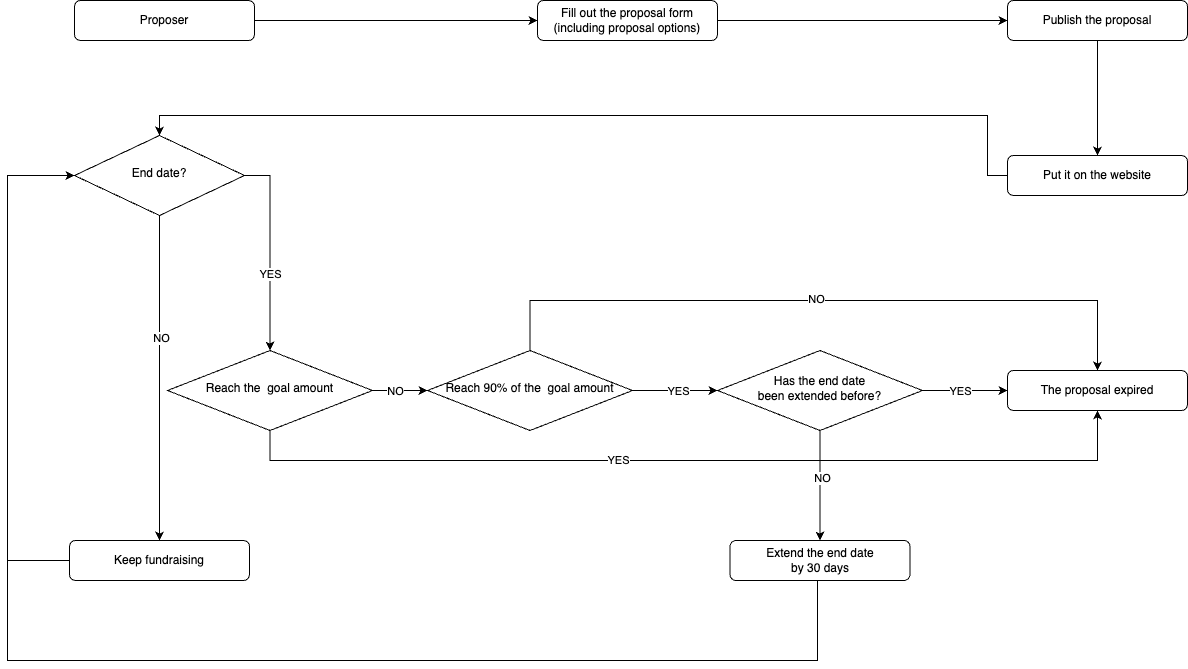 Proposer
Fill out the proposal form
(including proposal options)
Publish the proposal
End date?
Put it on the website
YES
NO
NO
Reach the  goal amount
NO
Reach 90% of the  goal amount
YES
Has the end date
been extended before?
YES
The proposal expired
YES
NO
Keep fundraising
Extend the end date
by 30 days